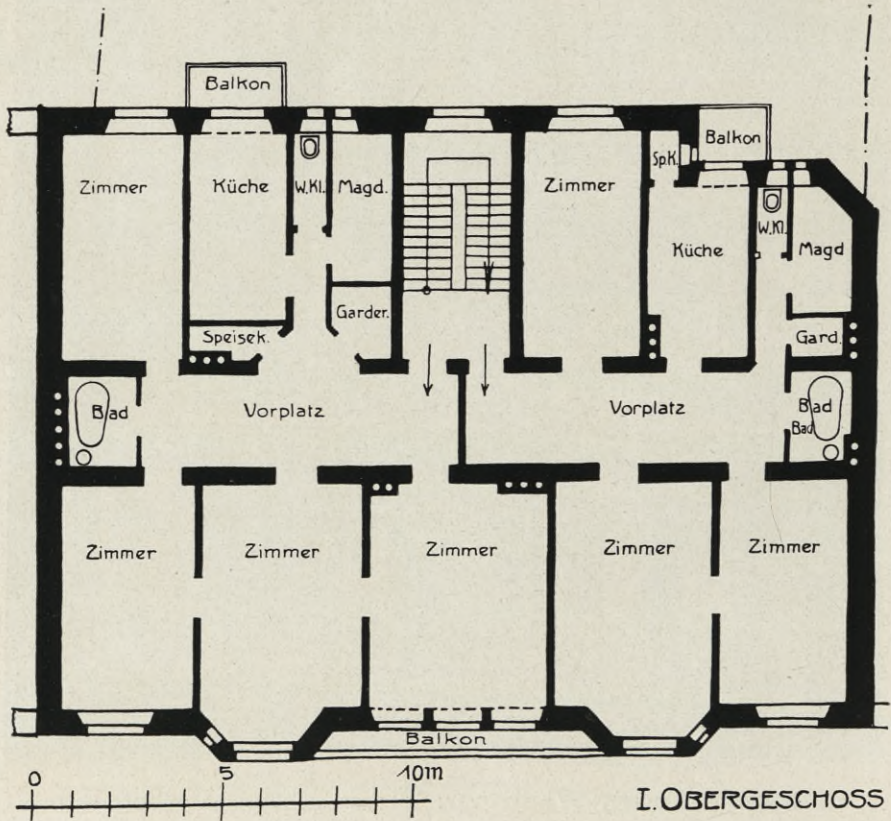 Balkon
Zimmer
Küche
W.Kl.
Magd.
Zimmer
Sp.K.
Balkon
Küche
W.Kl.
Magd
Speisek.
Garder.
Gard.
Bad
Vorplatz
Vorplatz
Bad
Bad
Zimmer
Zimmer
Zimmer
Zimmer
Zimmer
Balkon
0 5 10m
I. OBERGESCHOSS